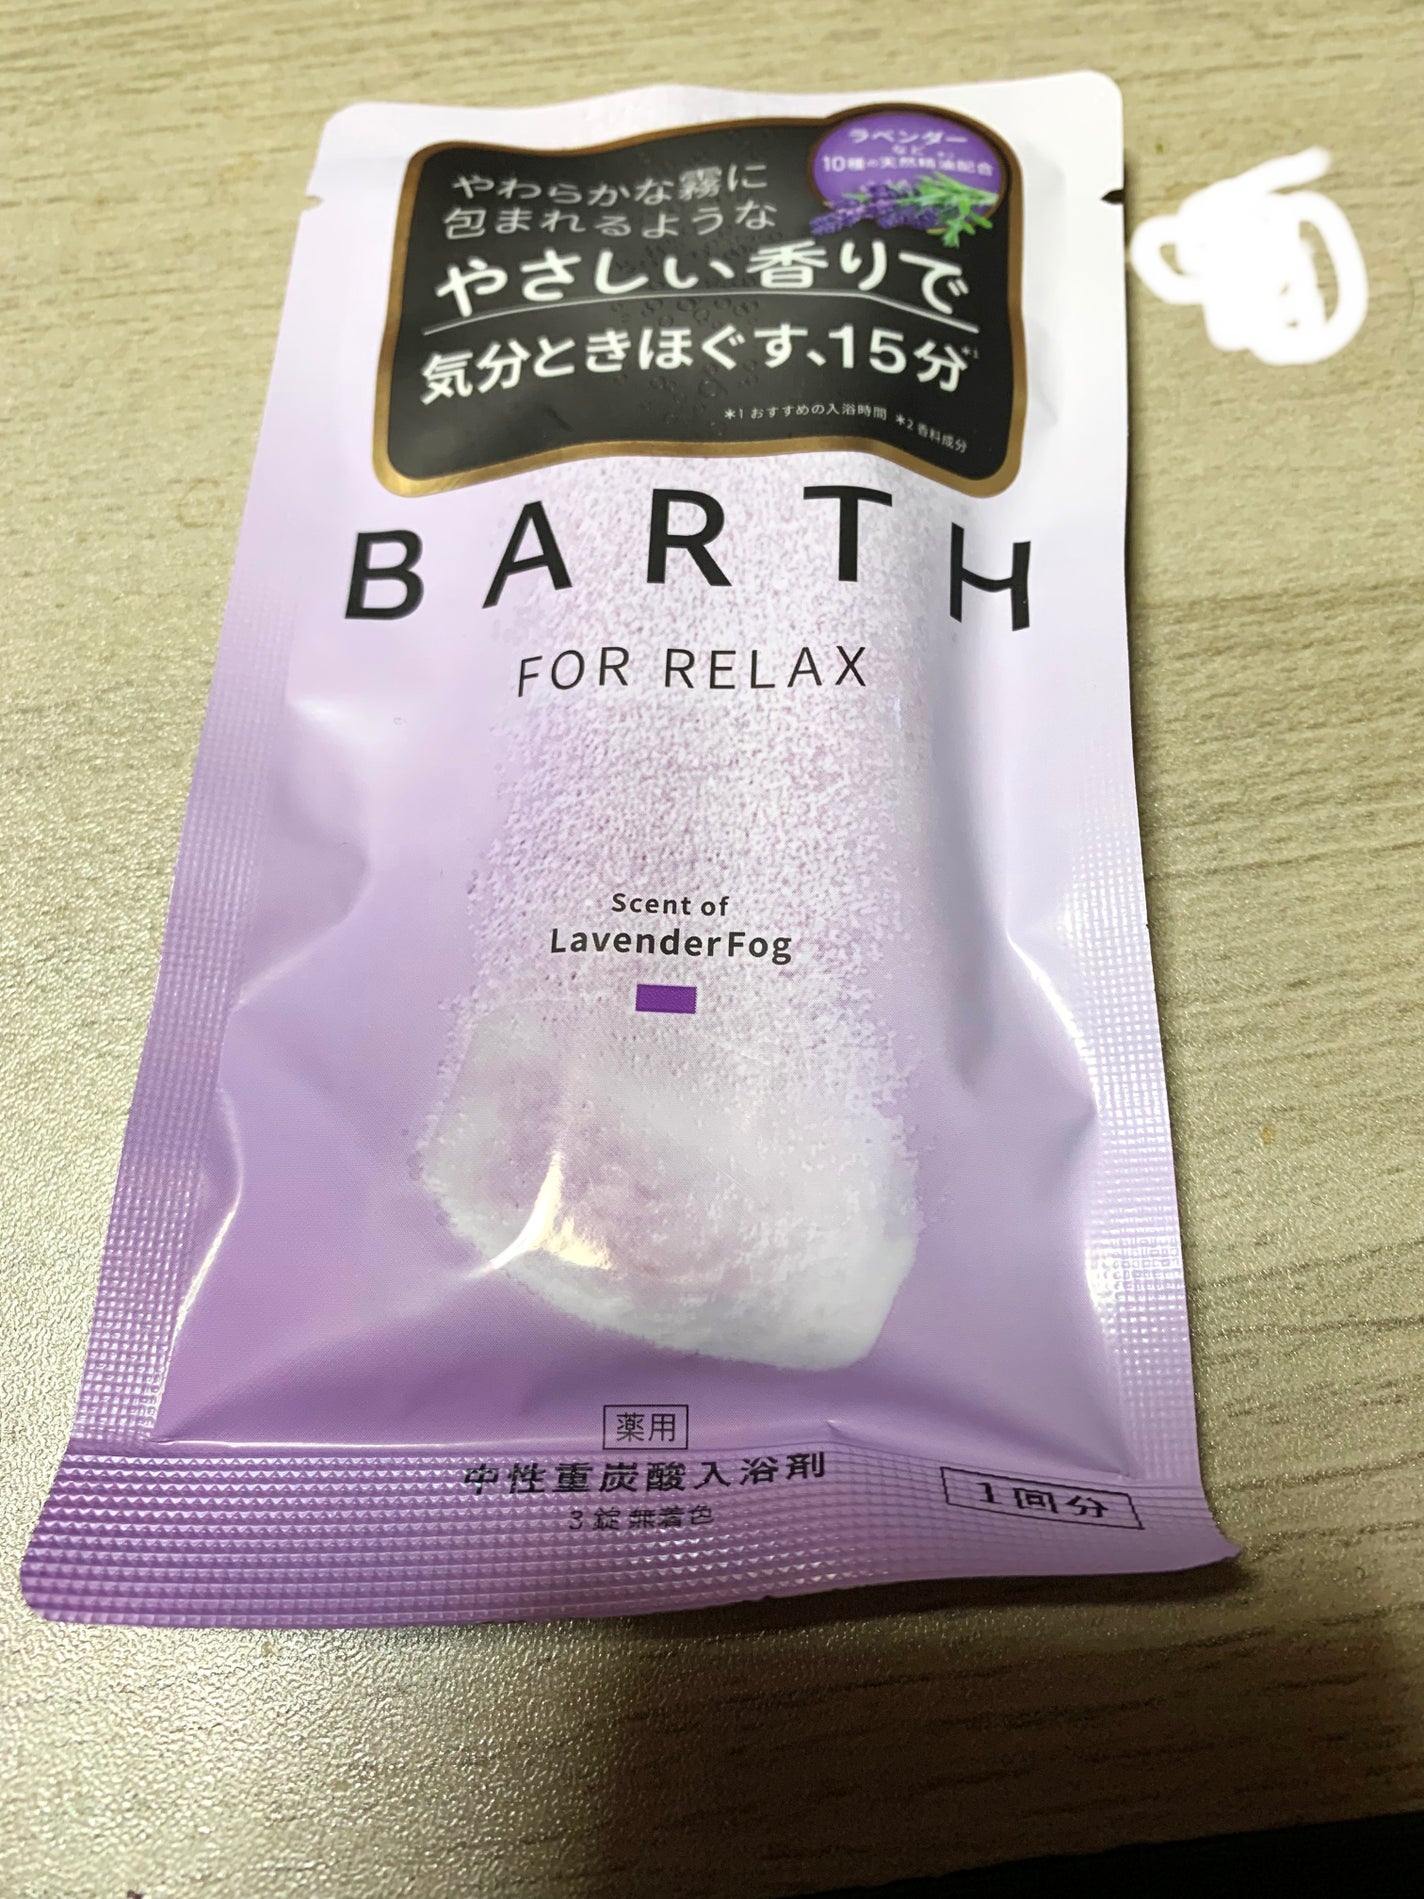 ラベンダー
など
10種の天然精油配合
やわらかな霧に
包まれるような
やさしい香りで
気分ときほぐす、15分*1
*1 おすすめの入浴時間 *2 香料成分
BARTH
FOR RELAX
Scent of
Lavender Fog
薬用
中性重炭酸入浴剤
3錠 無着色
1回分